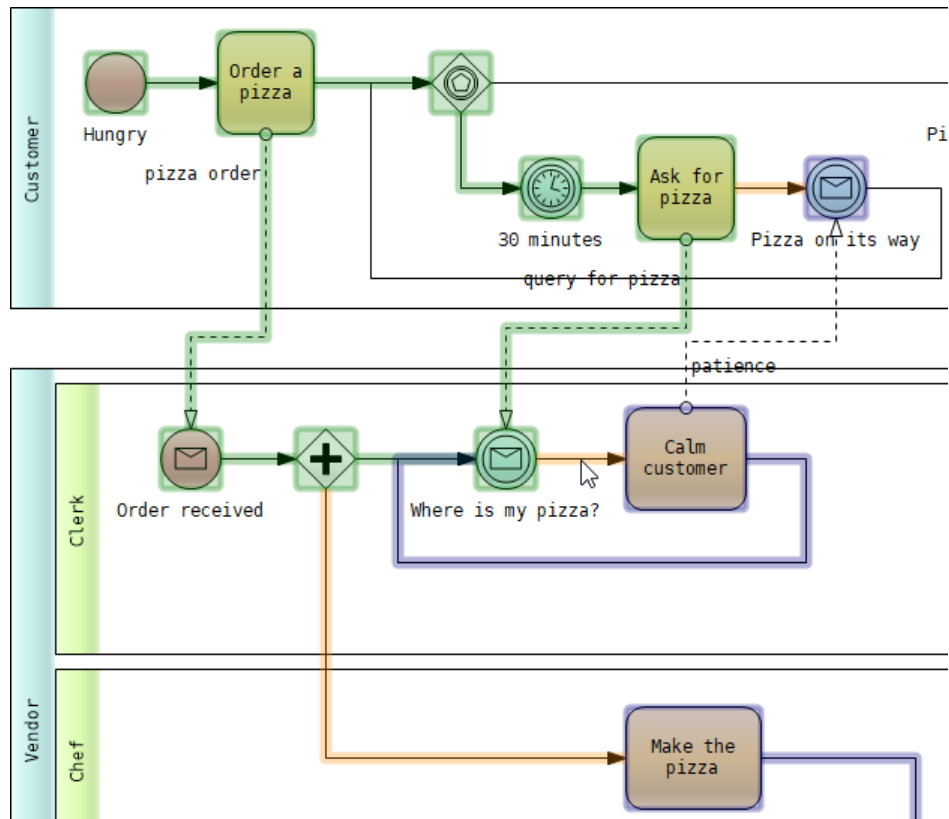 Customer
Hungry
Order a
pizza
pizza order
30 minutes
Ask for
pizza
Pizza on its way
query for pizza
Pi
patience
Vendor
Clerk
Order received
Where is my pizza?
Calm
customer
Chef
Make the
pizza